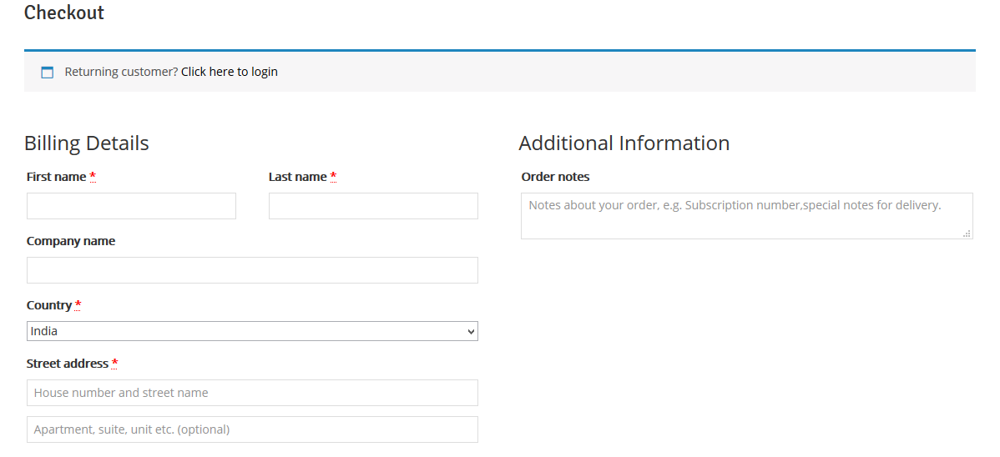 Checkout
Returning customer? Click here to login
Billing Details
First name *
Last name *
Company name
Country *
India
Street address *
House number and street name
Apartment, suite, unit etc. (optional)
Additional Information
Order notes
Notes about your order, e.g. Subscription number,special notes for delivery.